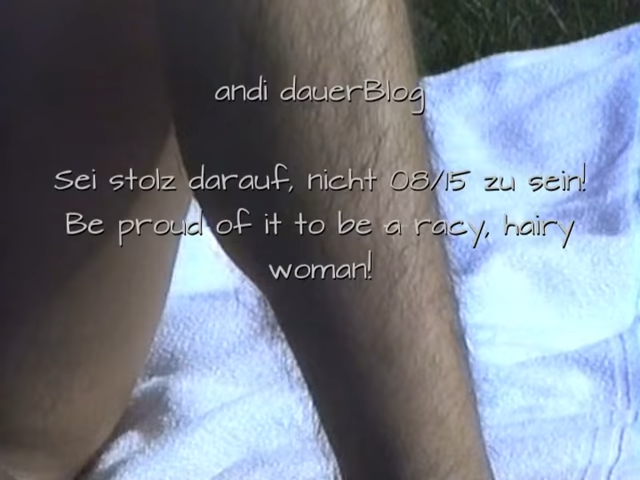 andi dauerBlog
Sei stolz darauf, nicht 08/15 zu sein!
Be proud of it to be a racy, hairy
woman!